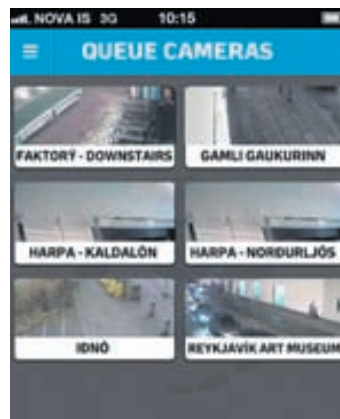 NOVA IS 3G 10:15
QUEUE CAMERAS
FAKTORÝ - DOWNSTAIRS
GAMLI GAUKURINN
HARPA - KALDALÓN
HARPA - NORÐURLJÓS
IDNÓ
REYKJAVÍK ART MUSEUM